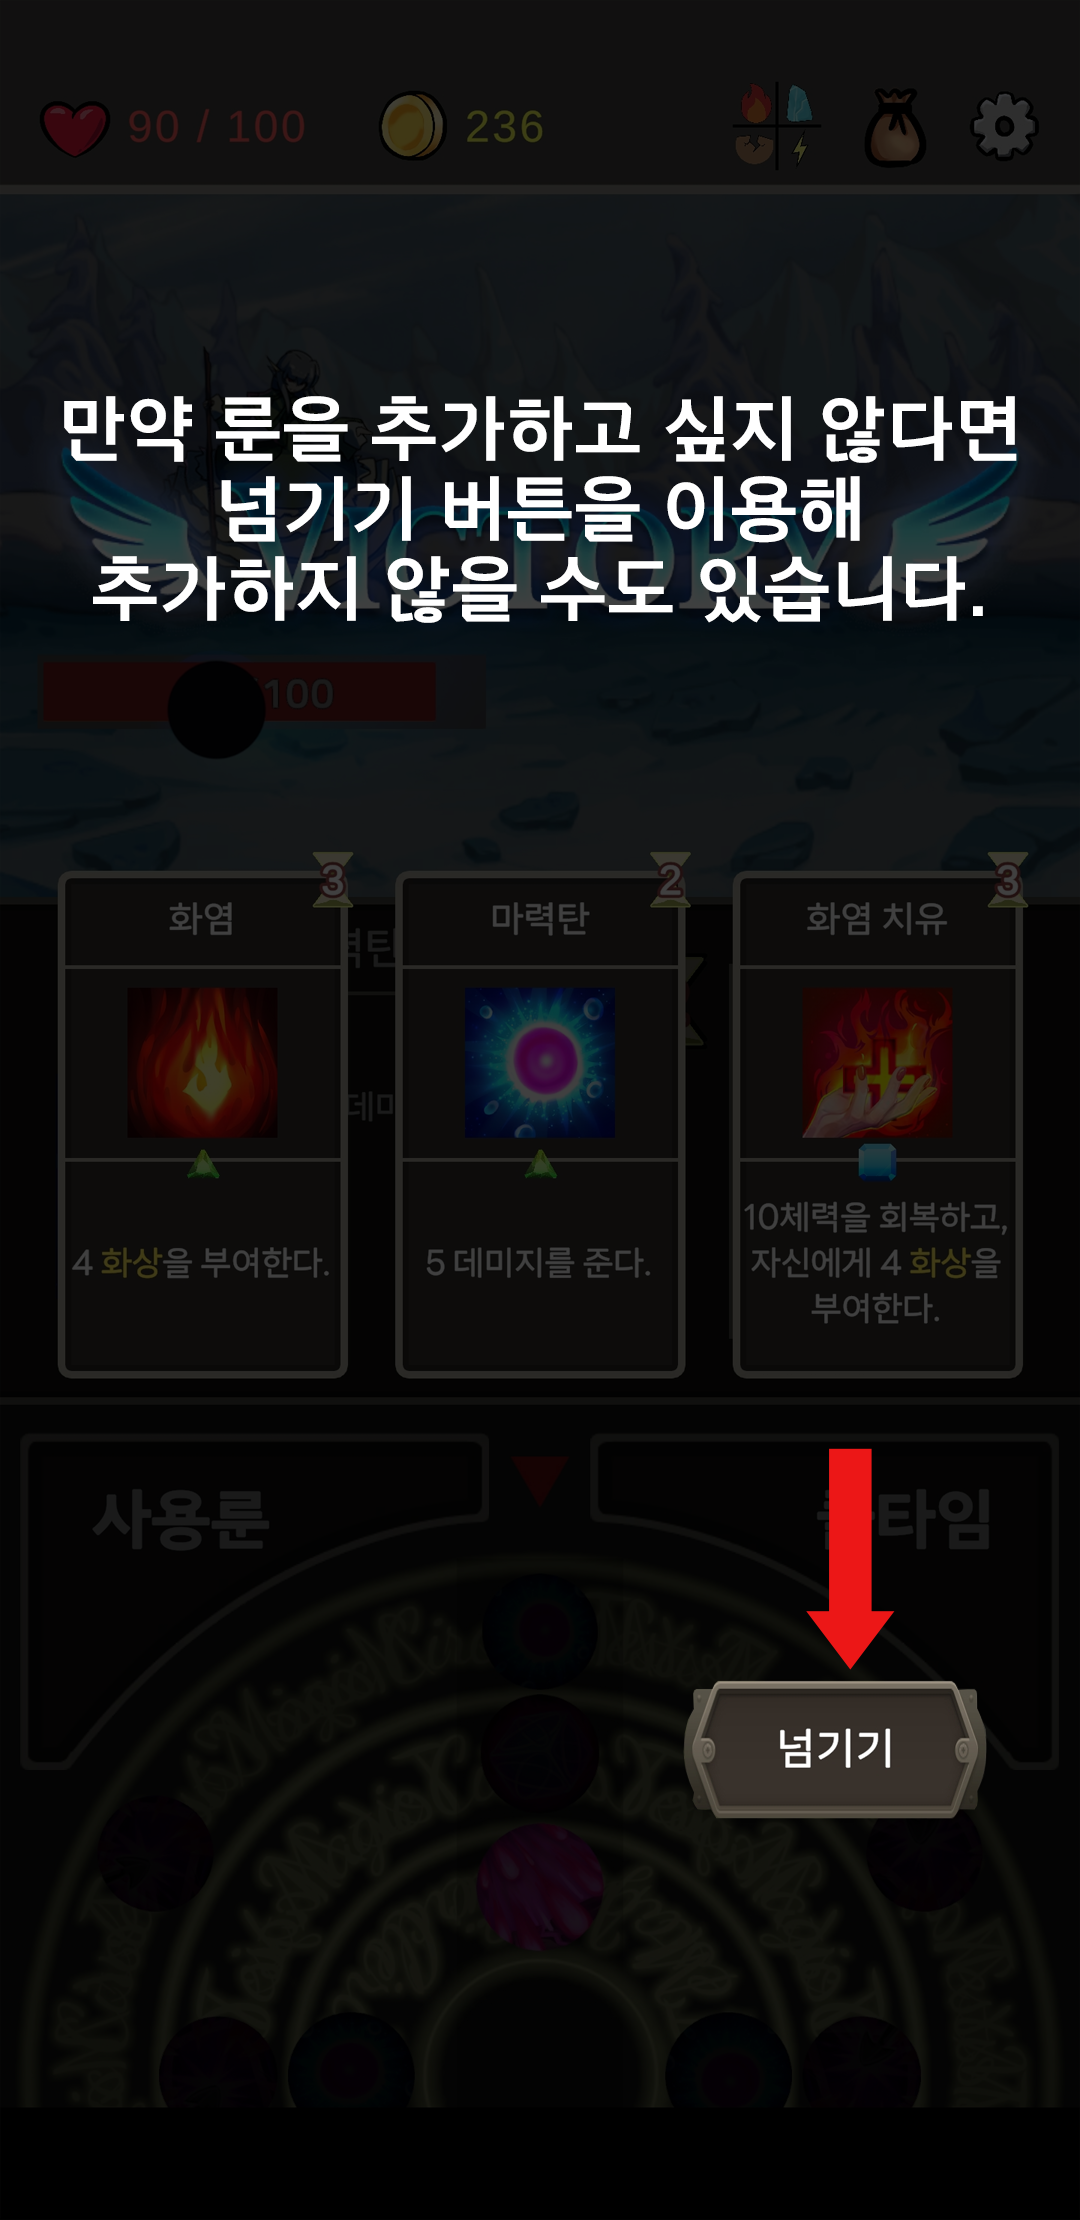 90 / 100
236
만약 룬을 추가하고 싶지 않다면
넘기기 버튼을 이용해
추가하지 않을 수도 있습니다.
VICTORY
100
3
2
3
화염
마력탄
화염 치유
4 화상을 부여한다.
5 데미지를 준다.
10체력을 회복하고,
자신에게 4 화상을
부여한다.
사용룬
타임
넘기기